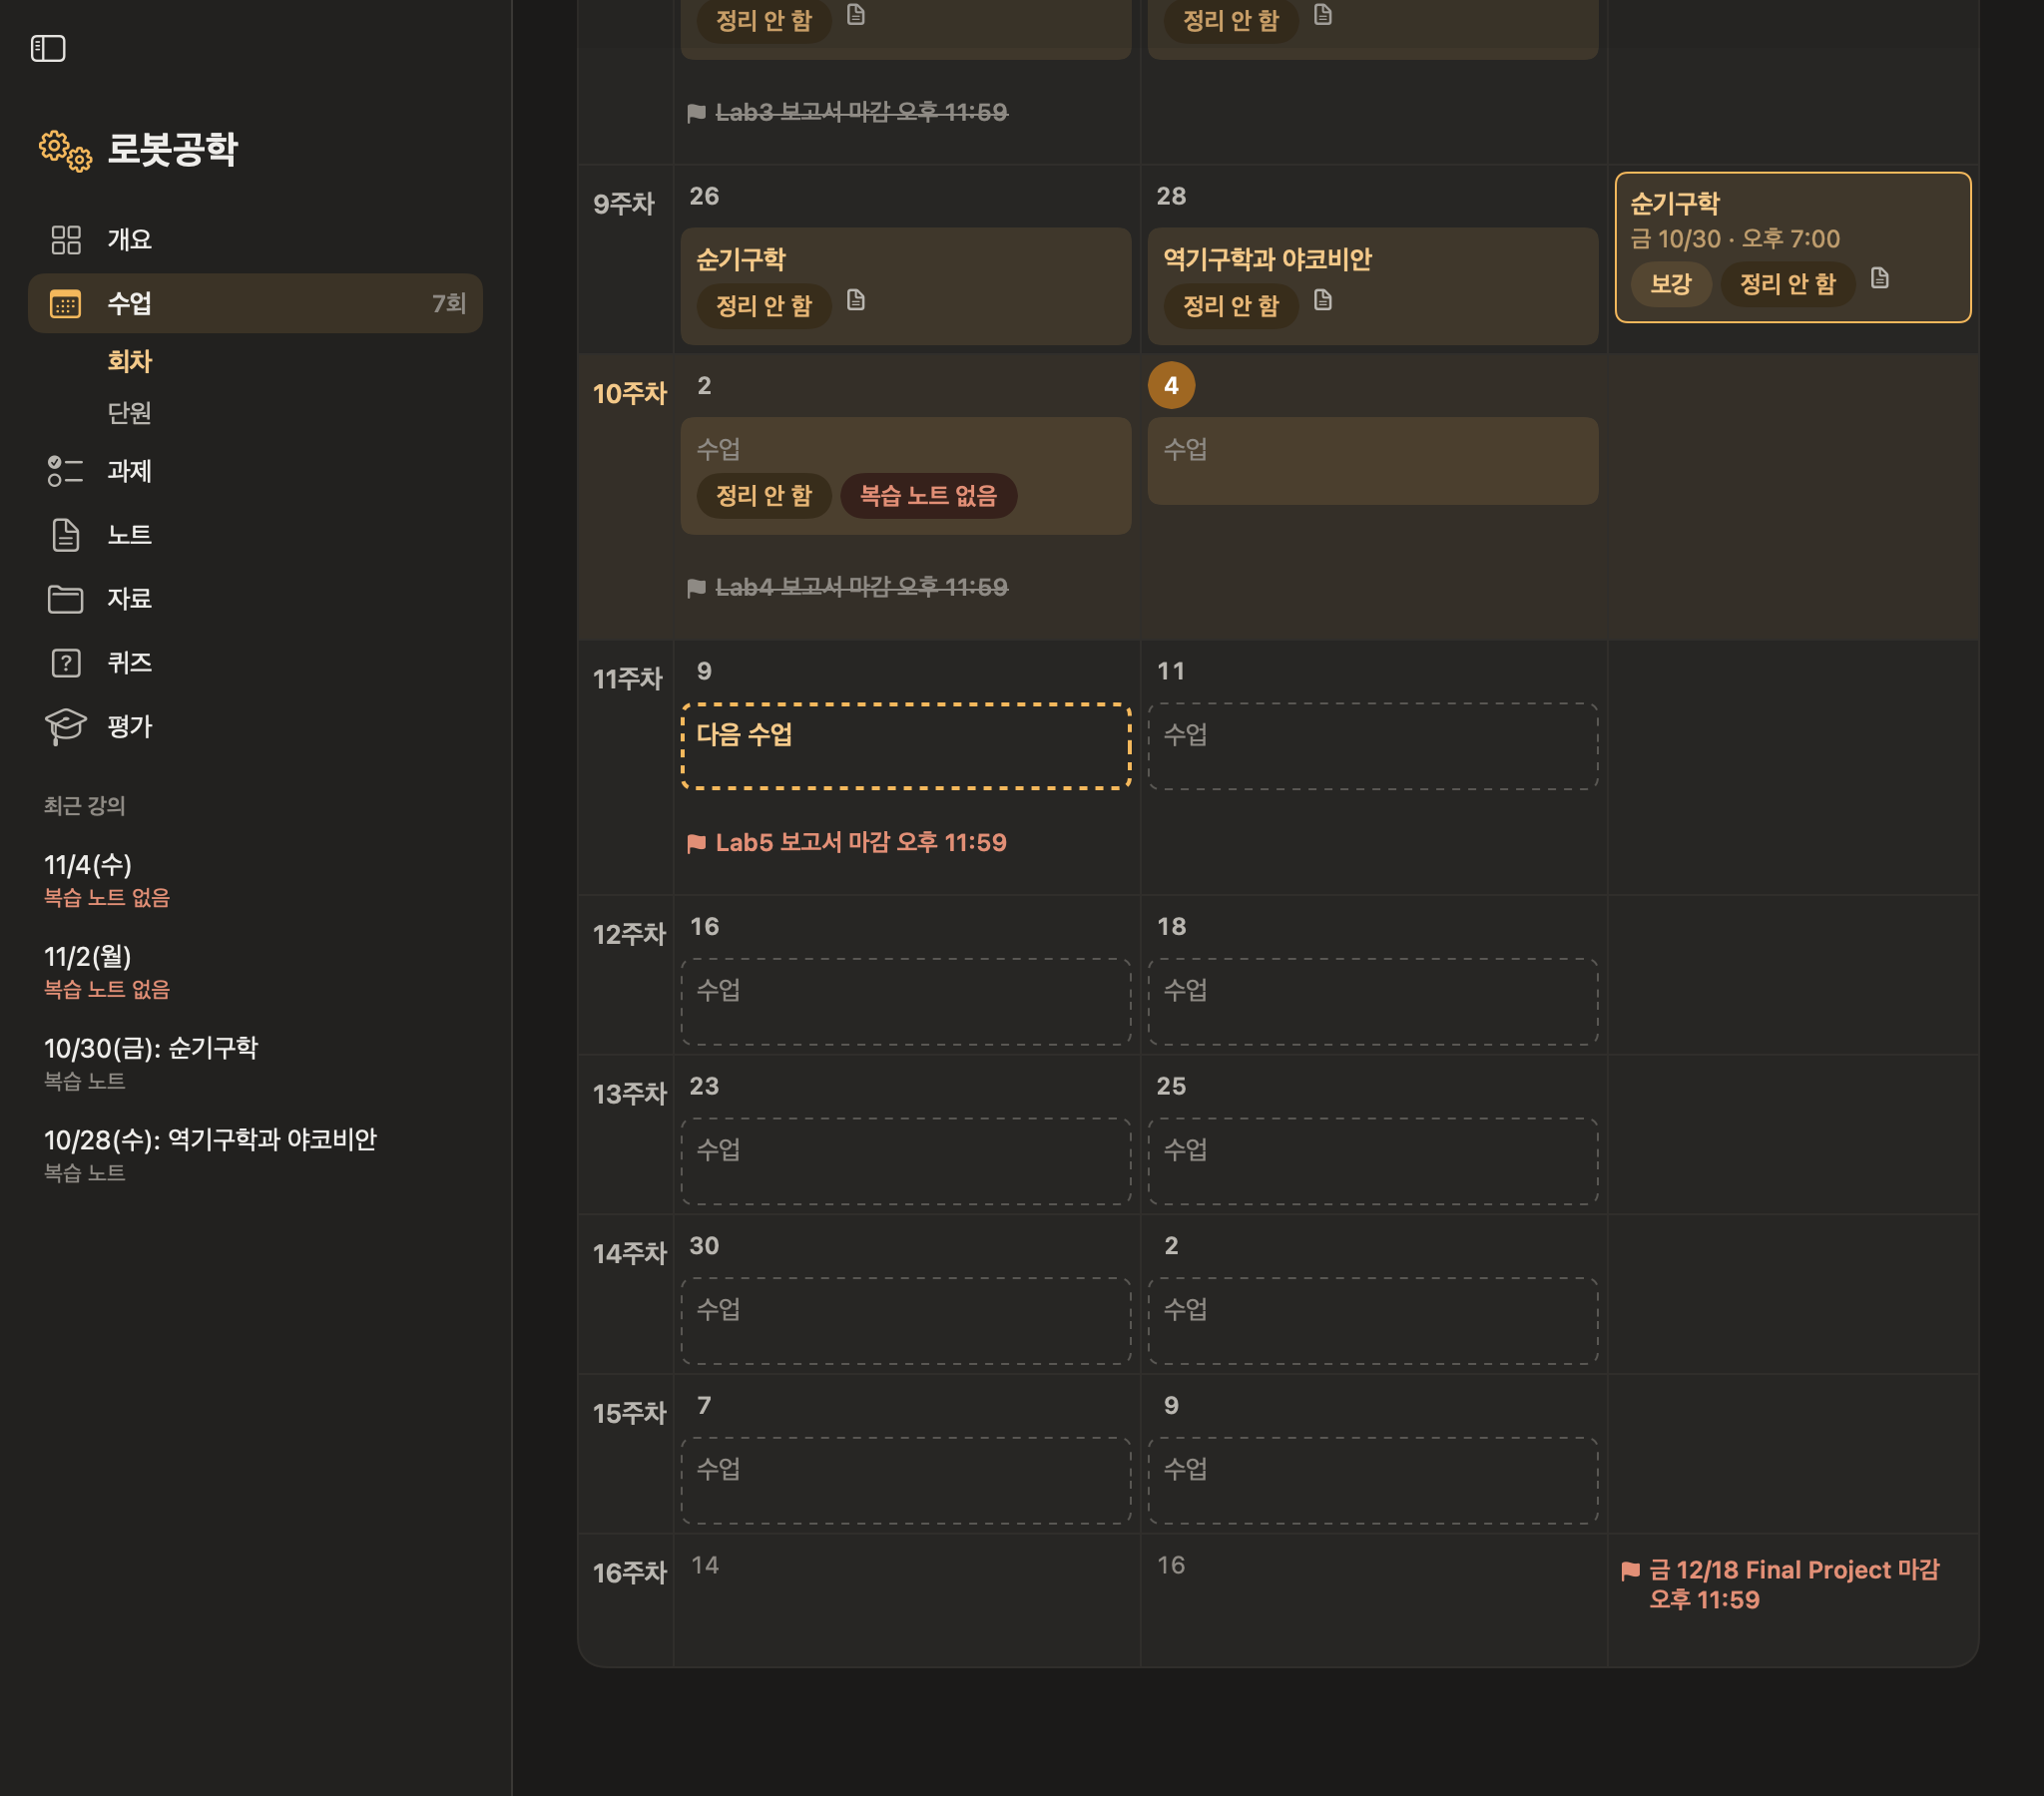 로봇공학
개요
수업 7회
회차
단원
과제
노트
자료
퀴즈
평가
최근 강의
11/4(수)
복습 노트 없음
11/2(월)
복습 노트 없음
10/30(금): 순기구학
복습 노트
10/28(수): 역기구학과 야코비안
복습 노트
정리 안 함
정리 안 함
Lab3 보고서 마감 오후 11:59
9주차
26
순기구학
정리 안 함
28
역기구학과 야코비안
정리 안 함
순기구학
금 10/30 · 오후 7:00
보강 정리 안 함
10주차
2
수업
정리 안 함 복습 노트 없음
Lab4 보고서 마감 오후 11:59
4
수업
11주차
9
다음 수업
Lab5 보고서 마감 오후 11:59
11
수업
12주차
16
수업
18
수업
13주차
23
수업
25
수업
14주차
30
수업
2
수업
15주차
7
수업
9
수업
16주차
14
16
금 12/18 Final Project 마감
오후 11:59